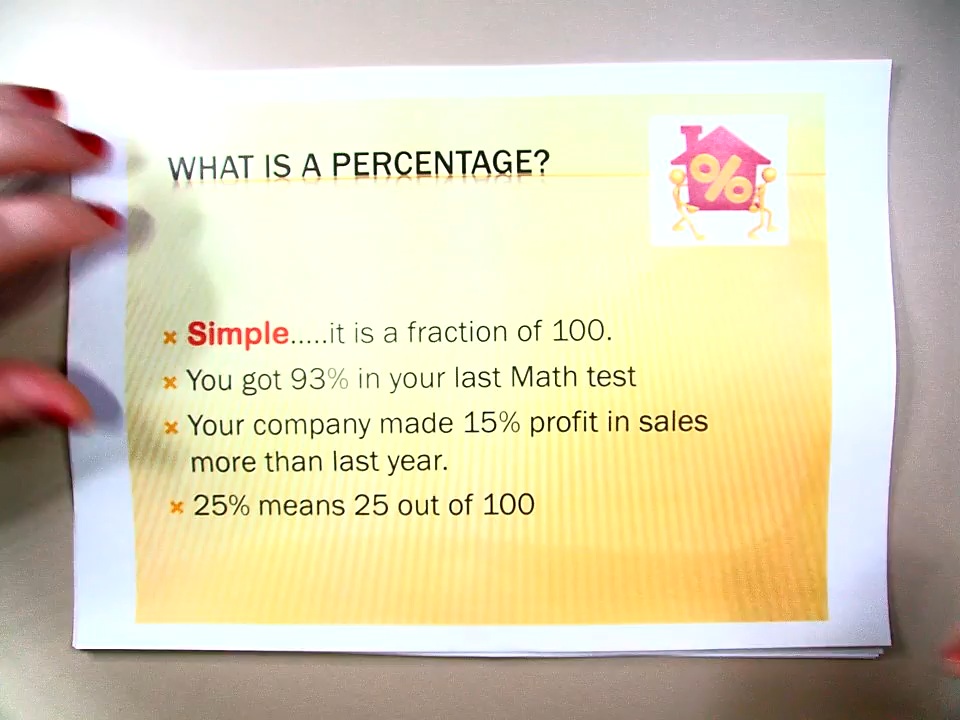 WHAT IS A PERCENTAGE?
%
Simple.....it is a fraction of 100.
You got 93% in your last Math test
Your company made 15% profit in sales
more than last year.
25% means 25 out of 100